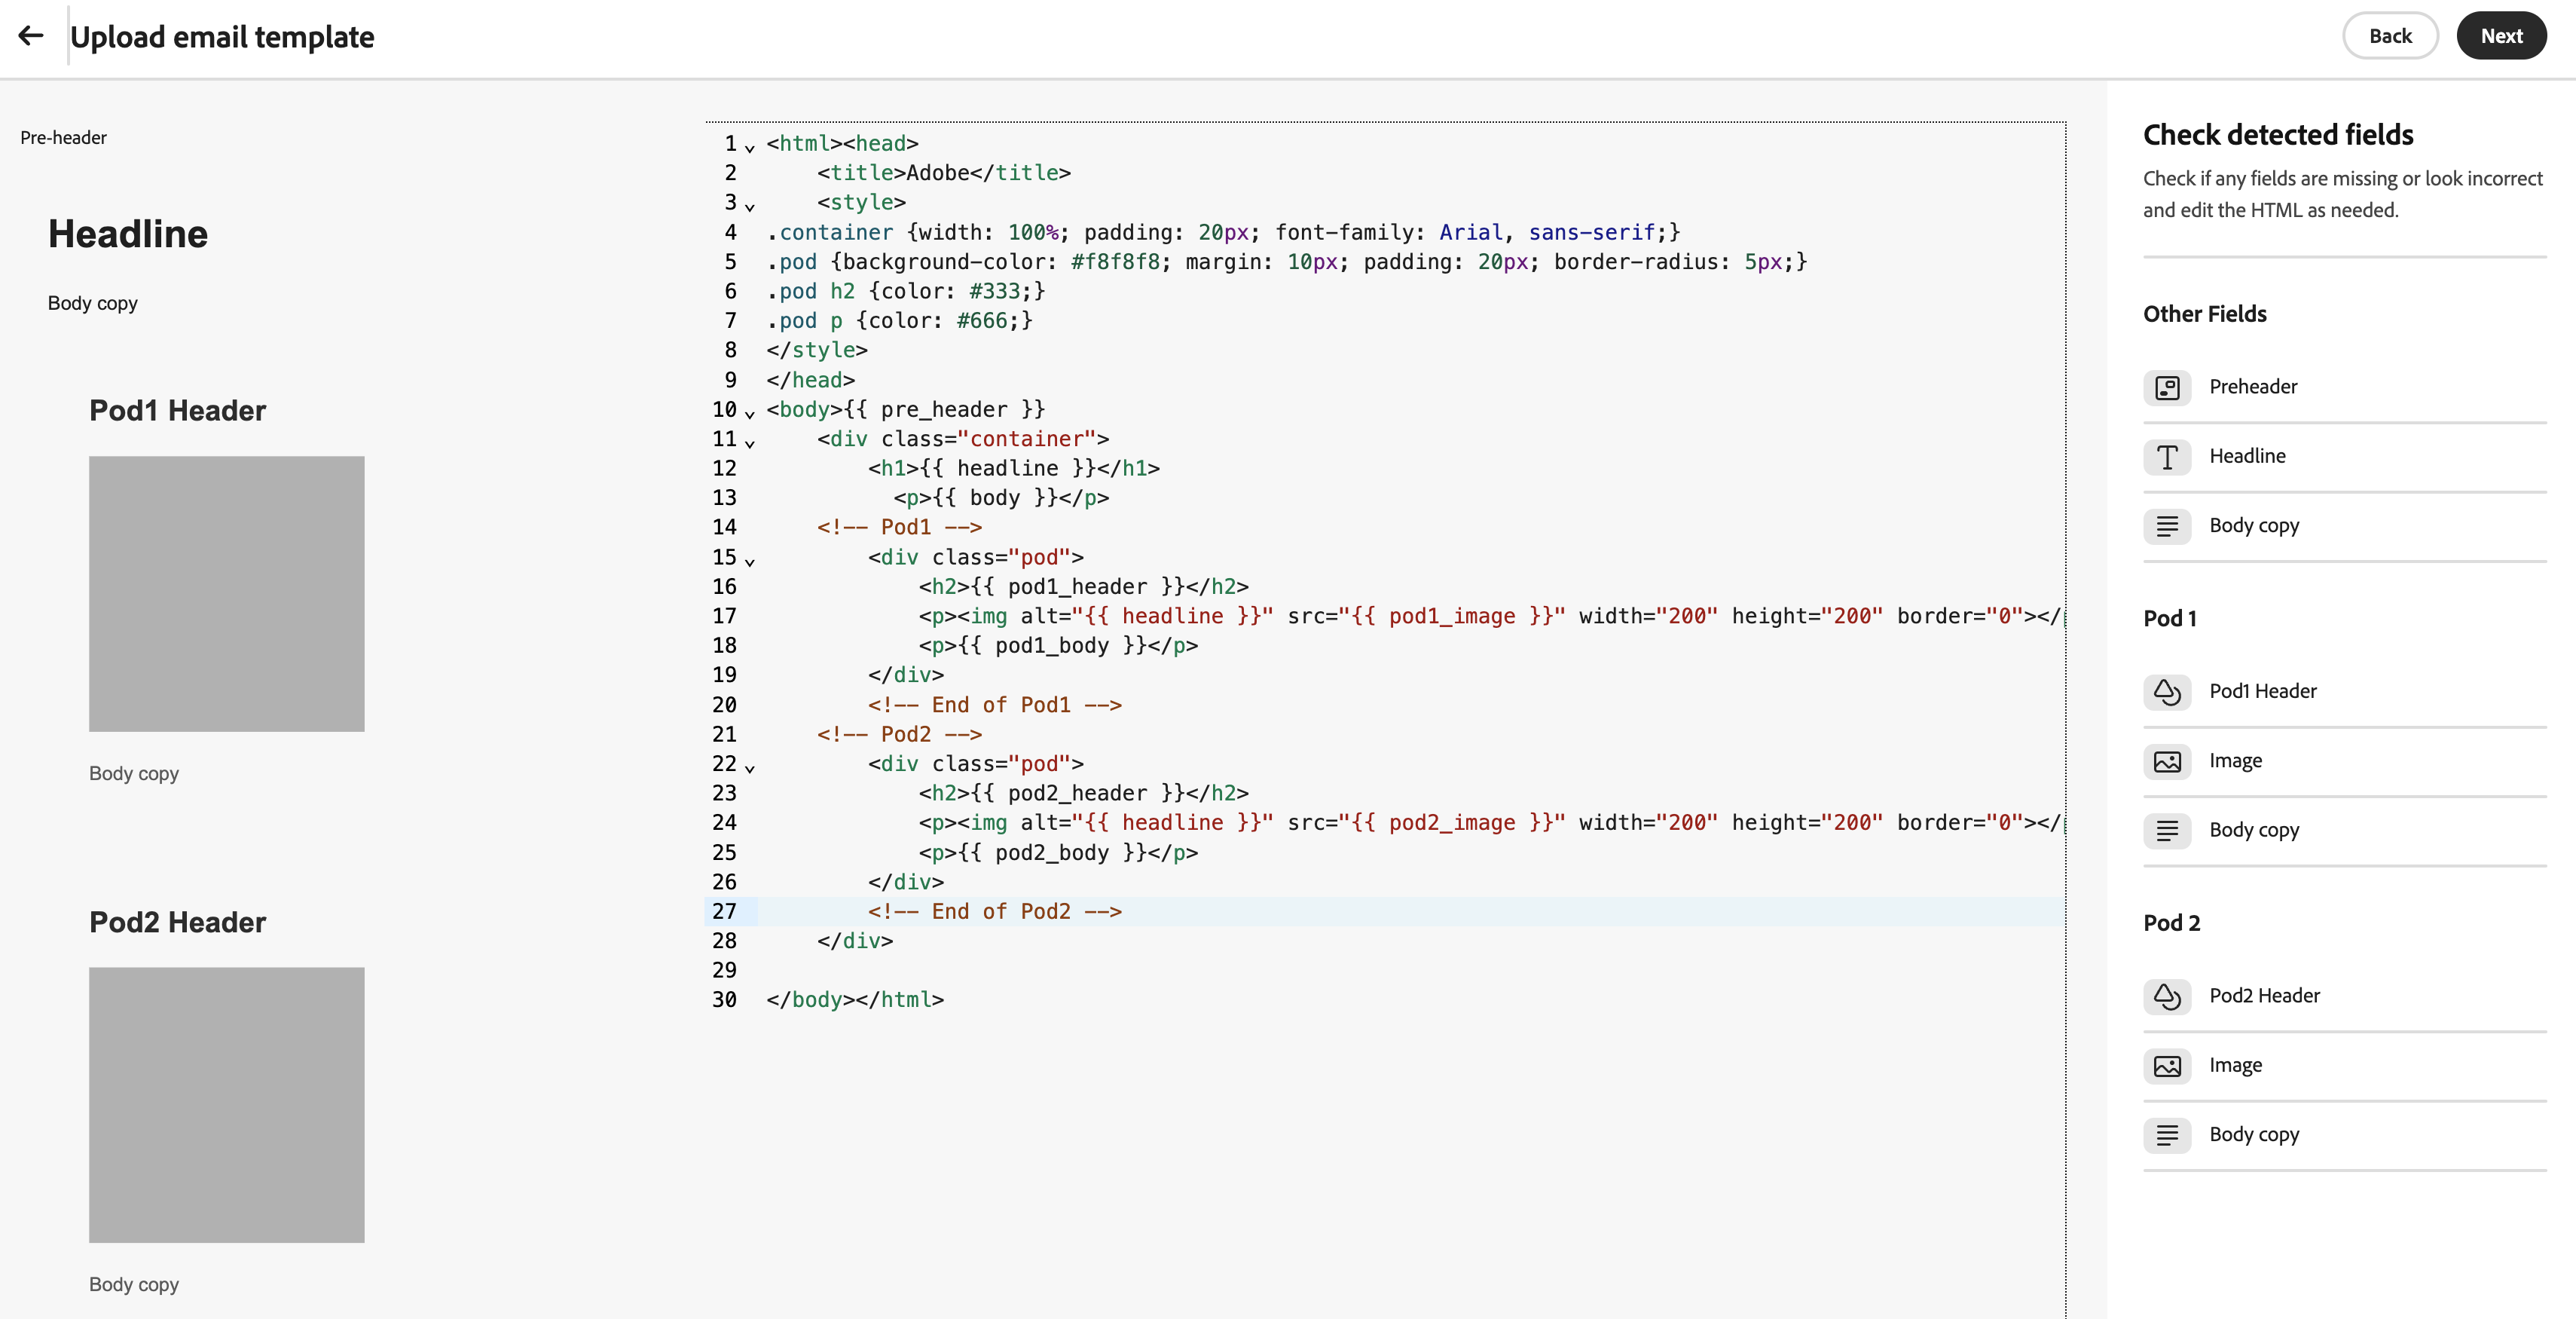 Upload email template
Back
Next
Pre-header
Headline
Body copy
Pod1 Header
Body copy
Pod2 Header
Body copy
1 <html><head>
2     <title>Adobe</title>
3     <style>
4 .container {width: 100%; padding: 20px; font-family: Arial, sans-serif;}
5 .pod {background-color: #f8f8f8; margin: 10px; padding: 20px; border-radius: 5px;}
6 .pod h2 {color: #333;}
7 .pod p {color: #666;}
8 </style>
9 </head>
10 <body>{{ pre_header }}
11     <div class="container">
12         <h1>{{ headline }}</h1>
13           <p>{{ body }}</p>
14     <!-- Pod1 -->
15         <div class="pod">
16             <h2>{{ pod1_header }}</h2>
17             <p><img alt="{{ headline }}" src="{{ pod1_image }}" width="200" height="200" border="0"></
18             <p>{{ pod1_body }}</p>
19         </div>
20         <!-- End of Pod1 -->
21     <!-- Pod2 -->
22         <div class="pod">
23             <h2>{{ pod2_header }}</h2>
24             <p><img alt="{{ headline }}" src="{{ pod2_image }}" width="200" height="200" border="0"></
25             <p>{{ pod2_body }}</p>
26         </div>
27         <!-- End of Pod2 -->
28     </div>
29
30 </body></html>
Check detected fields
Check if any fields are missing or look incorrect
and edit the HTML as needed.
Other Fields
Preheader
Headline
Body copy
Pod 1
Pod1 Header
Image
Body copy
Pod 2
Pod2 Header
Image
Body copy